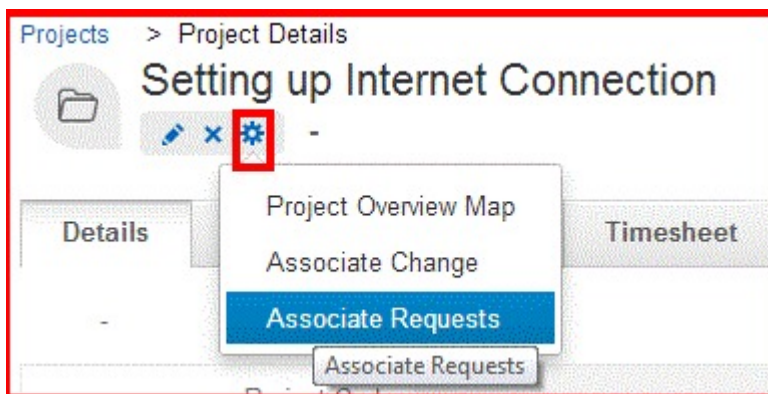 Projects > Project Details
Setting up Internet Connection
-
Project Overview Map
Details
Timesheet
Associate Change
Associate Requests
-
Associate Requests